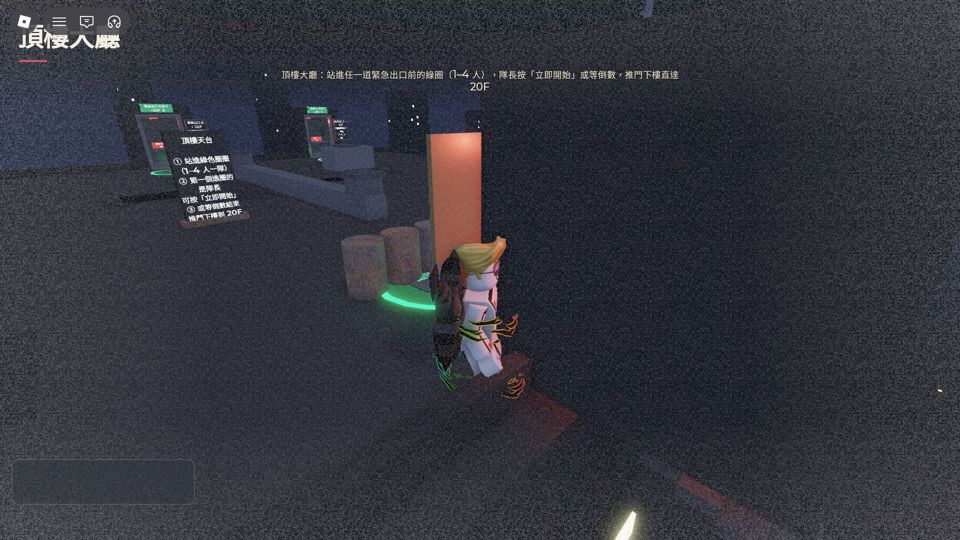 頂樓大廳
頂樓大廳：站進任一道緊急出口前的綠圈（1–4 人），隊長按「立即開始」或等倒數，推門下樓直達
20F
頂樓天台
① 站進綠色圈圈
（1–4 人一隊）
② 第一個進圈的
是隊長
可按「立即開始」
③ 或等倒數結束
推門下樓到 20F